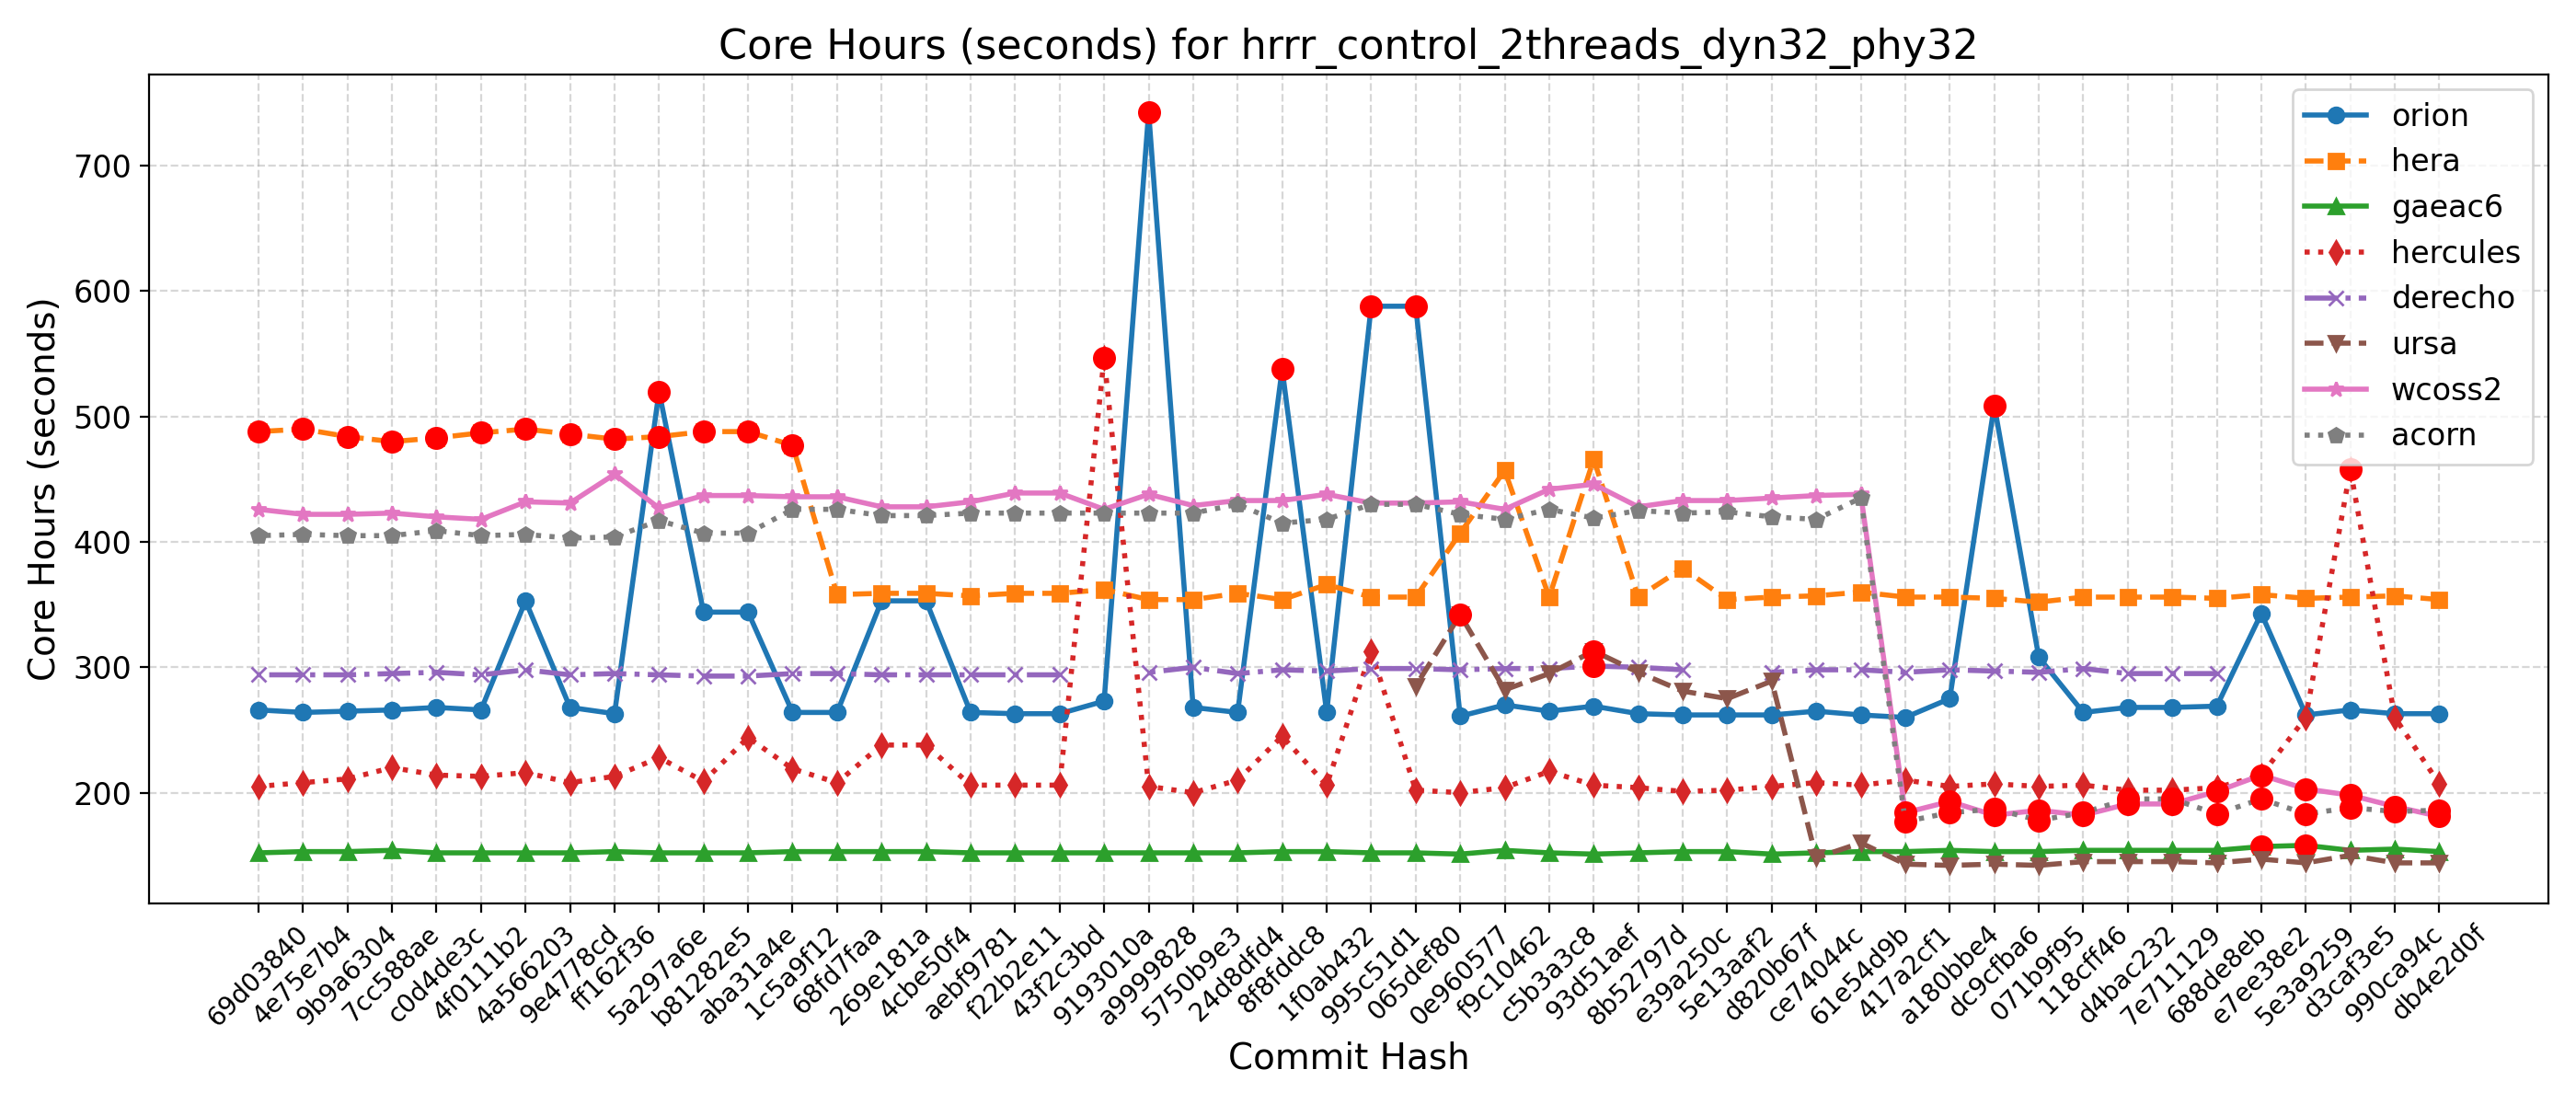 Core Hours (seconds) for hrrr_control_2threads_dyn32_phy32
Core Hours (seconds)
700
600
500
400
300
200
orion
hera
gaeac6
hercules
derecho
ursa
wcoss2
acorn
69d03840
4e75e7b4
9b9a6304
7cc588ae
c0d4de3c
4f0111b2
4a566203
9e4778cd
ff162f36
5a297a6e
b81282e5
aba31a4e
1c5a9f12
68fd7faa
269e181a
4cbe50f4
aebf9781
f22b2e11
43f2c3bd
9193010a
a9999828
5750b9e3
24d8dfd4
8f8fddc8
1f0ab432
995c51d1
065def80
0e960577
f9c10462
c5b3a3c8
93d51aef
8b52797d
e39a250c
5e13aaf2
d820b67f
ce74044c
61e54d9b
417a2cf1
a180bbe4
dc9cfba6
071b9f95
118cff46
d4bac232
7e711129
688de8eb
e7ee38e2
5e3a9259
d3caf3e5
990ca94c
db4e2d0f
Commit Hash